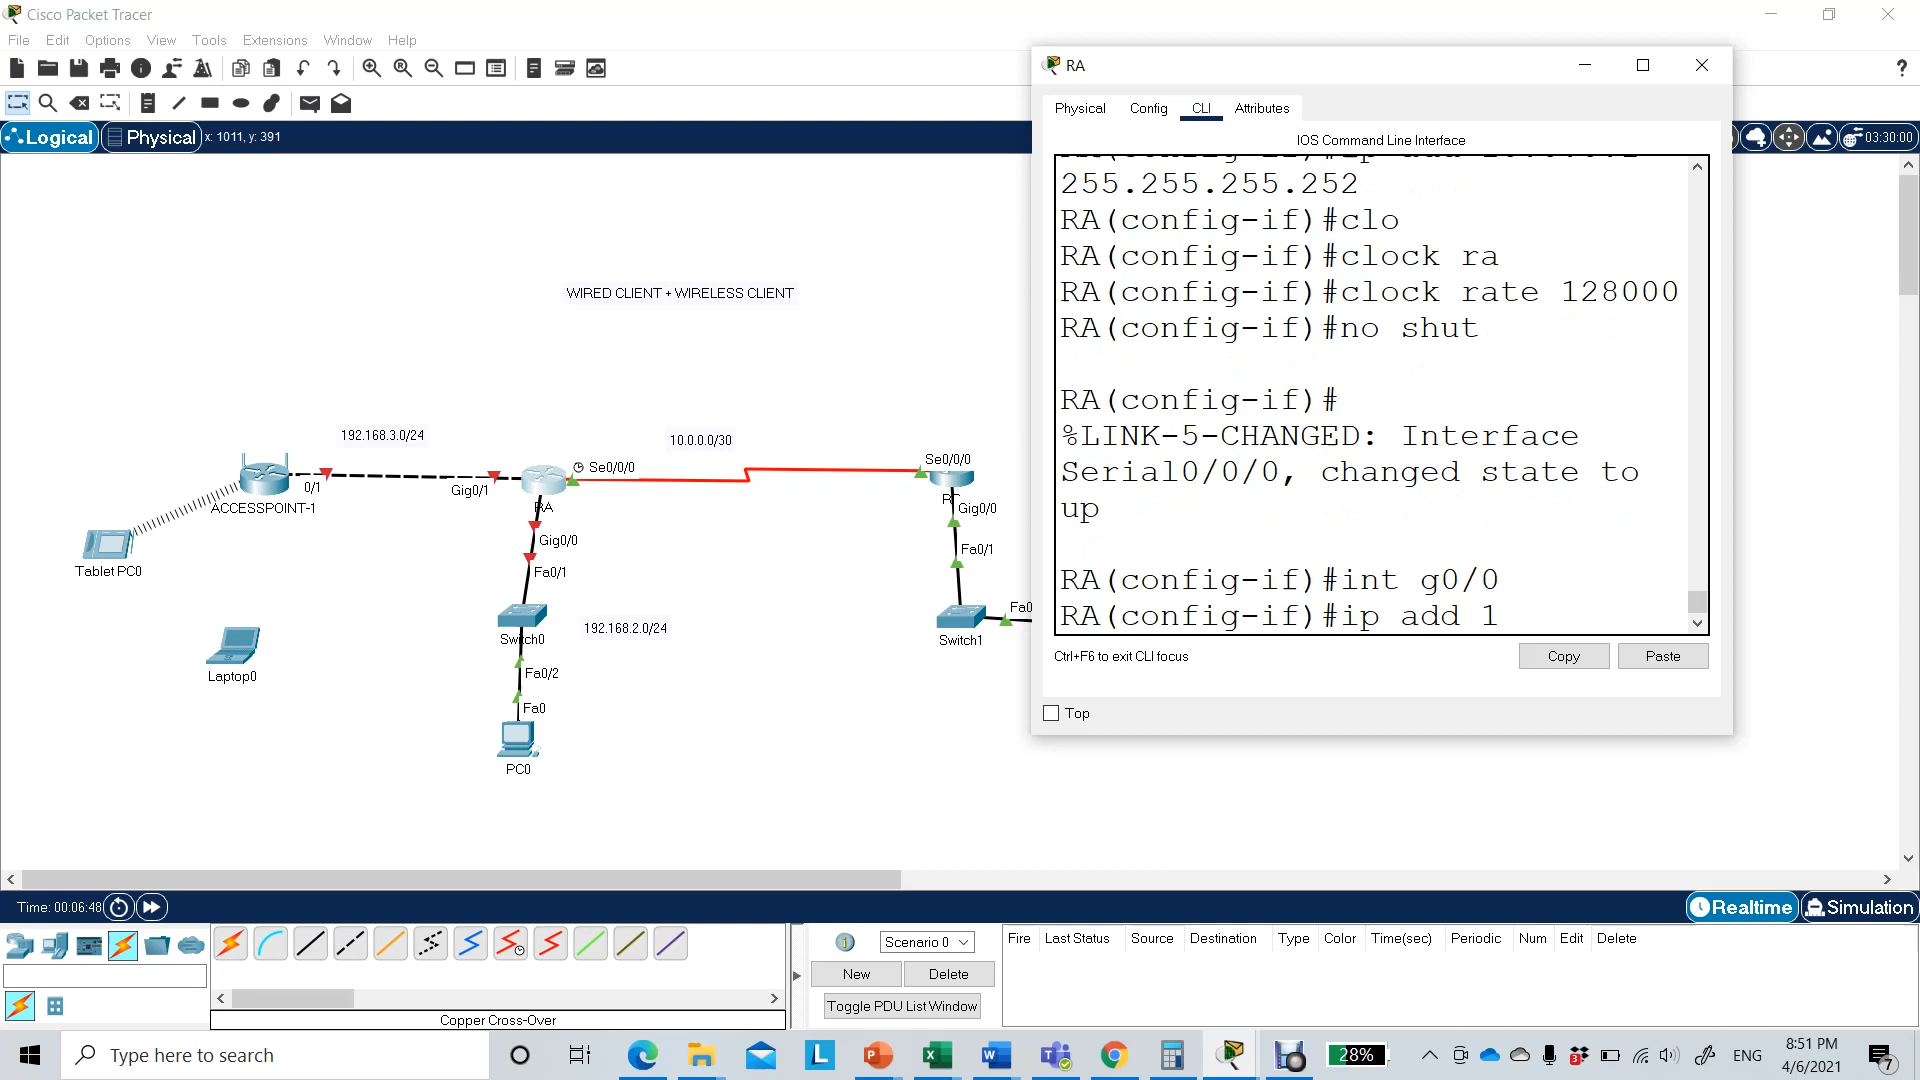 Cisco Packet Tracer
File Edit Options View Tools Extensions Window Help
Logical
Physical
x: 1011, y: 391
03:30:00
WIRED CLIENT + WIRELESS CLIENT
192.168.3.0/24
10.0.0.0/30
Se0/0/0
Se0/0/0
0/1
Gig0/1
ACCESSPOINT-1
RA
Gig0/0
Gig0/0
Fa0/1
Fa0/1
Tablet PC0
Switch0
192.168.2.0/24
Fa0
Switch1
Laptop0
Fa0/2
Fa0
PC0
RA
Physical Config CLI Attributes
IOS Command Line Interface
255.255.255.252
RA(config-if)#clo
RA(config-if)#clock ra
RA(config-if)#clock rate 128000
RA(config-if)#no shut
RA(config-if)#
%LINK-5-CHANGED: Interface
Serial0/0/0, changed state to
up
RA(config-if)#int g0/0
RA(config-if)#ip add 1
Ctrl+F6 to exit CLI focus
Copy
Paste
Top
Time: 00:06:48
Realtime
Simulation
Scenario 0
New
Delete
Toggle PDU List Window
Fire Last Status Source Destination Type Color Time(sec) Periodic Num Edit Delete
Copper Cross-Over
Type here to search
28%
ENG
8:51 PM
4/6/2021
7